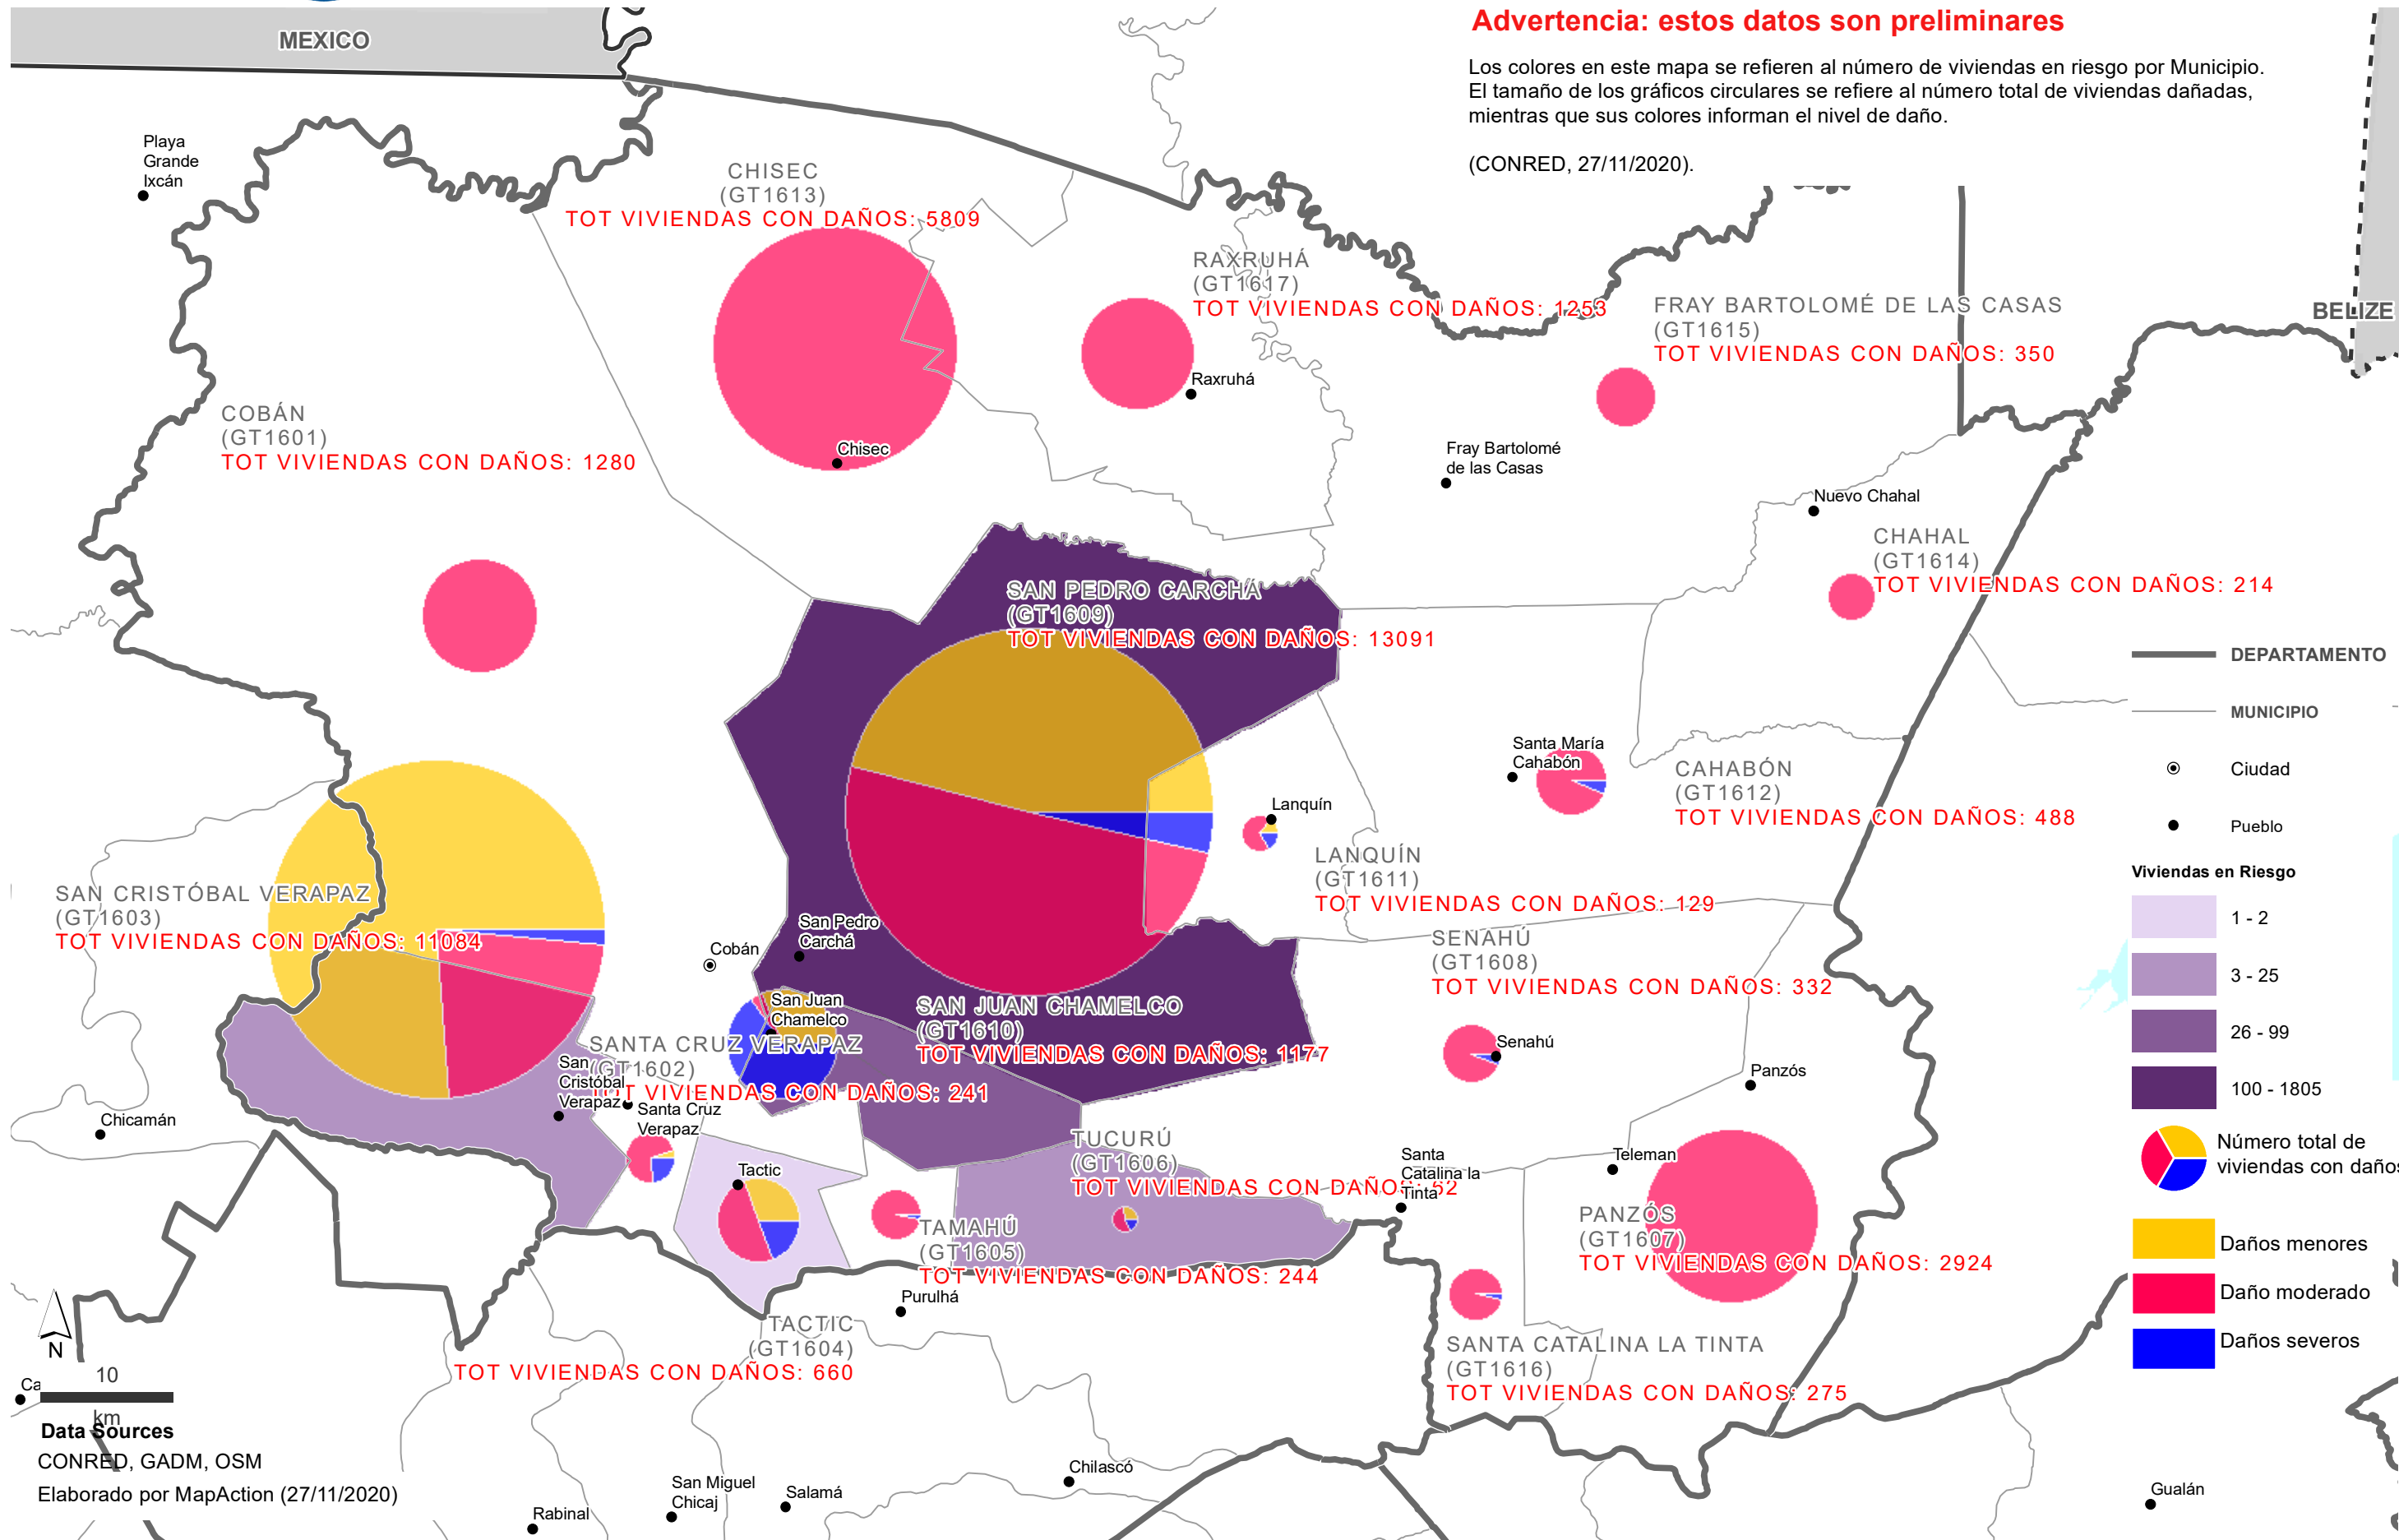 MEXICO
Advertencia: estos datos son preliminares
Los colores en este mapa se refieren al número de viviendas en riesgo por Municipio.
El tamaño de los gráficos circulares se refiere al número total de viviendas dañadas,
mientras que sus colores informan el nivel de daño.
(CONRED, 27/11/2020).
Playa
Grande
Ixcán
CHISEC
(GT1613)
TOT VIVIENDAS CON DAÑOS: 5809
RAXRUHÁ
(GT1617)
TOT VIVIENDAS CON DAÑOS: 1253
FRAY BARTOLOMÉ DE LAS CASAS
(GT1615)
TOT VIVIENDAS CON DAÑOS: 350
BELIZE
Raxruhá
COBÁN
(GT1601)
TOT VIVIENDAS CON DAÑOS: 1280
Chisec
Fray Bartolomé
de las Casas
Nuevo Chahal
CHAHAL
(GT1614)
TOT VIVIENDAS CON DAÑOS: 214
SAN PEDRO CARCHÁ
(GT1609)
TOT VIVIENDAS CON DAÑOS: 13091
Santa María
Cahabón
CAHABÓN
(GT1612)
TOT VIVIENDAS CON DAÑOS: 488
Lanquín
LANQUÍN
(GT1611)
TOT VIVIENDAS CON DAÑOS: 129
SAN CRISTÓBAL VERAPAZ
(GT1603)
TOT VIVIENDAS CON DAÑOS: 11084
San Pedro
Carchá
Cobán
SENAHÚ
(GT1608)
TOT VIVIENDAS CON DAÑOS: 332
San Juan
Chamelco
SAN JUAN CHAMELCO
(GT1610)
TOT VIVIENDAS CON DAÑOS: 1177
SANTA CRUZ VERAPAZ
(GT1602)
TOT VIVIENDAS CON DAÑOS: 241
San
Cristóbal
Verapaz
Santa Cruz
Verapaz
Senahú
Panzós
Chicamán
TUCURÚ
(GT1606)
TOT VIVIENDAS CON DAÑOS: 62
Santa
Catalina la
Tinta
Teleman
Tactic
TAMAHÚ
(GT1605)
TOT VIVIENDAS CON DAÑOS: 244
PANZÓS
(GT1607)
TOT VIVIENDAS CON DAÑOS: 2924
Purulhá
TACTIC
(GT1604)
TOT VIVIENDAS CON DAÑOS: 660
SANTA CATALINA LA TINTA
(GT1616)
TOT VIVIENDAS CON DAÑOS: 275
Chilascó
San Miguel
Chicaj
Salamá
Rabinal
Gualán
DEPARTAMENTO
MUNICIPIO
Ciudad
Pueblo
Viviendas en Riesgo
1 - 2
3 - 25
26 - 99
100 - 1805
Número total de
viviendas con daños
Daños menores
Daño moderado
Daños severos
N
10
km
Ca
Data Sources
CONRED, GADM, OSM
Elaborado por MapAction (27/11/2020)